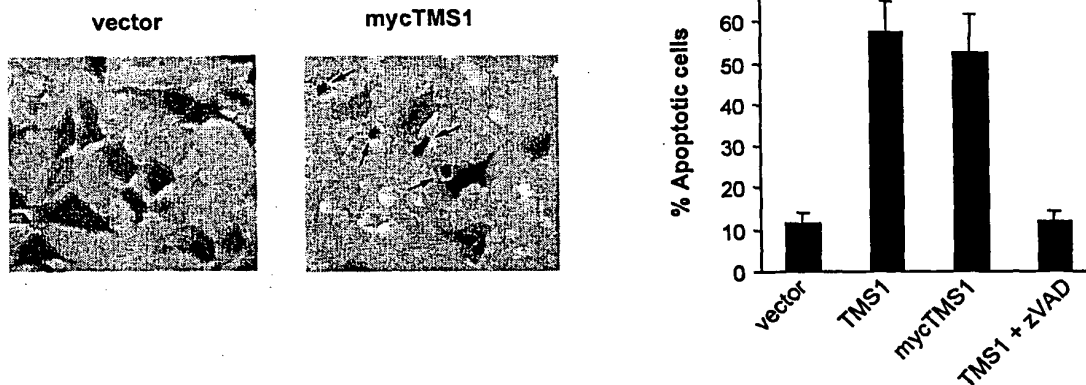 vector
mycTMS1
% Apoptotic cells
60
50
40
30
20
10
0
vector
TMS1
mycTMS1
TMS1 + zVAD